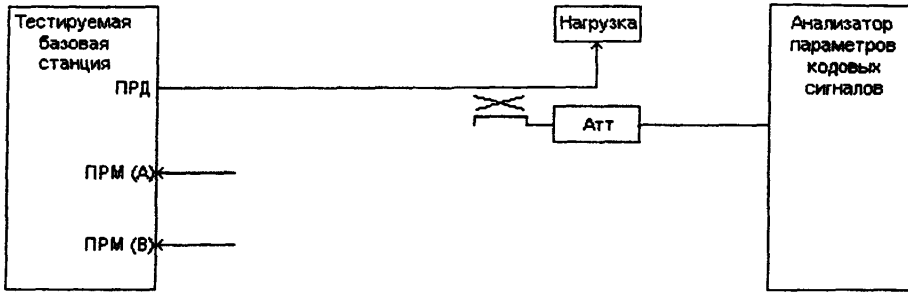 Тестируемая
базовая
станция
ПРД
ПРМ (А)
ПРМ (В)
Нагрузка
Атт
Анализатор
параметров
кодовых
сигналов